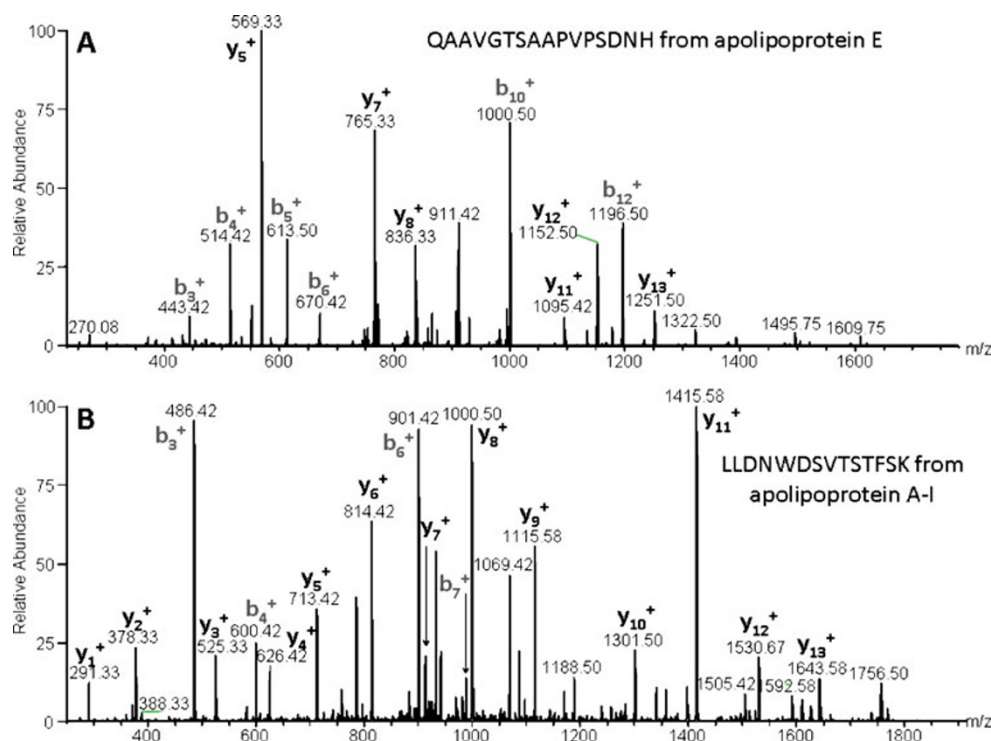 A
QAAVGTSAAPVPSDNH from apolipoprotein E
Relative Abundance
100
75
50
25
0
569.33
y5+
y7+
765.33
b10+
1000.50
b4+
514.42
b5+
613.50
b3+
443.42
b6+
670.42
270.08
y8+
836.33
911.42
y12+
1152.50
b12+
1196.50
y11+
1095.42
y13+
1251.50
1322.50
1495.75
1609.75
400
600
800
1000
1200
1400
1600
m/z
B
LLDNWDSVTSTFSK from
apolipoprotein A-I
Relative Abundance
100
75
50
25
0
486.42
b3+
901.42
b6+
1000.50
y8+
1415.58
y11+
y6+
814.42
y7+
b7+
1069.42
y9+
1115.58
y5+
713.42
y4+
626.42
b4+
600.42
y3+
525.33
y2+
378.33
y1+
291.33
388.33
1188.50
y10+
1301.50
y12+
1530.67
1505.42
1592.58
y13+
1643.58
1756.50
400
600
800
1000
1200
1400
1600
1800
m/z